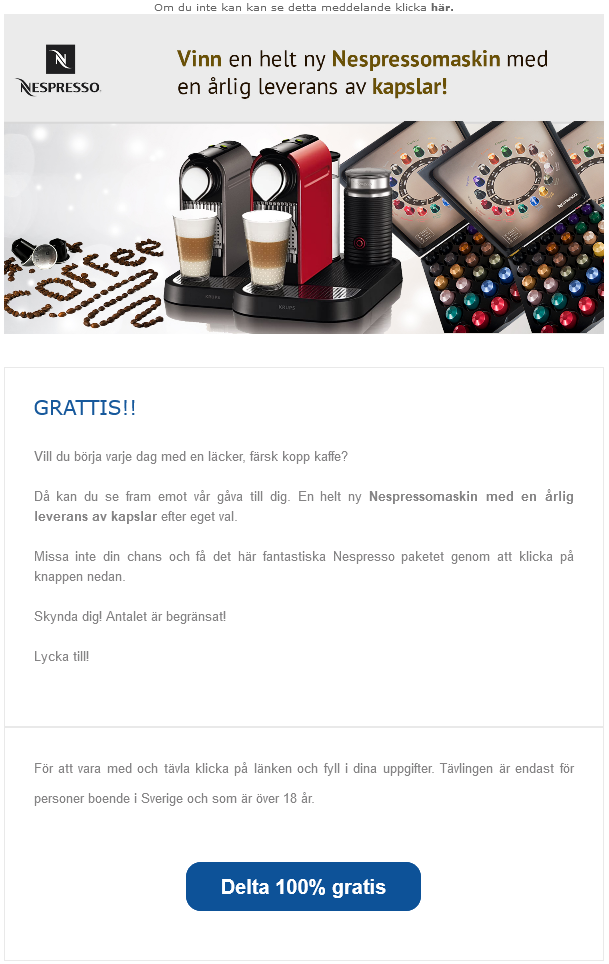 Om du inte kan kan se detta meddelande klicka här.
NESPRESSO
Vinn en helt ny Nespressomaskin med
en årlig leverans av kapslar!
coffee
KRUPS
KRUPS
GRATTIS!!
Vill du börja varje dag med en läcker, färsk kopp kaffe?
Då kan du se fram emot vår gåva till dig. En helt ny Nespressomaskin med en årlig
leverans av kapslar efter eget val.
Missa inte din chans och få det här fantastiska Nespresso paketet genom att klicka på
knappen nedan.
Skynda dig! Antalet är begränsat!
Lycka till!
För att vara med och tävla klicka på länken och fyll i dina uppgifter. Tävlingen är endast för
personer boende i Sverige och som är över 18 år.
Delta 100% gratis